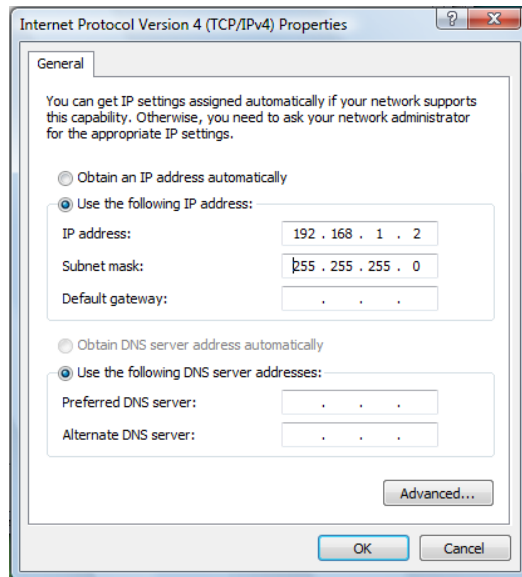 Internet Protocol Version 4 (TCP/IPv4) Properties
?
General
You can get IP settings assigned automatically if your network supports
this capability. Otherwise, you need to ask your network administrator
for the appropriate IP settings.
Obtain an IP address automatically
Use the following IP address:
IP address: 192 . 168 . 1 . 2
Subnet mask: 255 . 255 . 255 . 0
Default gateway: . . .
Obtain DNS server address automatically
Use the following DNS server addresses:
Preferred DNS server: . . .
Alternate DNS server: . . .
Advanced...
OK Cancel